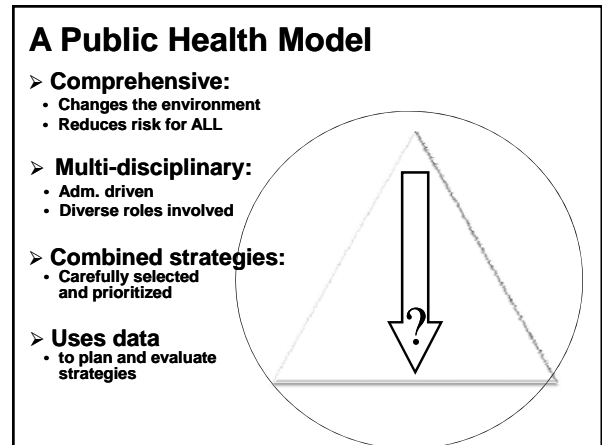 A Public Health Model
➢ Comprehensive:
• Changes the environment
• Reduces risk for ALL
➢ Multi-disciplinary:
• Adm. driven
• Diverse roles involved
➢ Combined strategies:
• Carefully selected
and prioritized
➢ Uses data
• to plan and evaluate
strategies
?